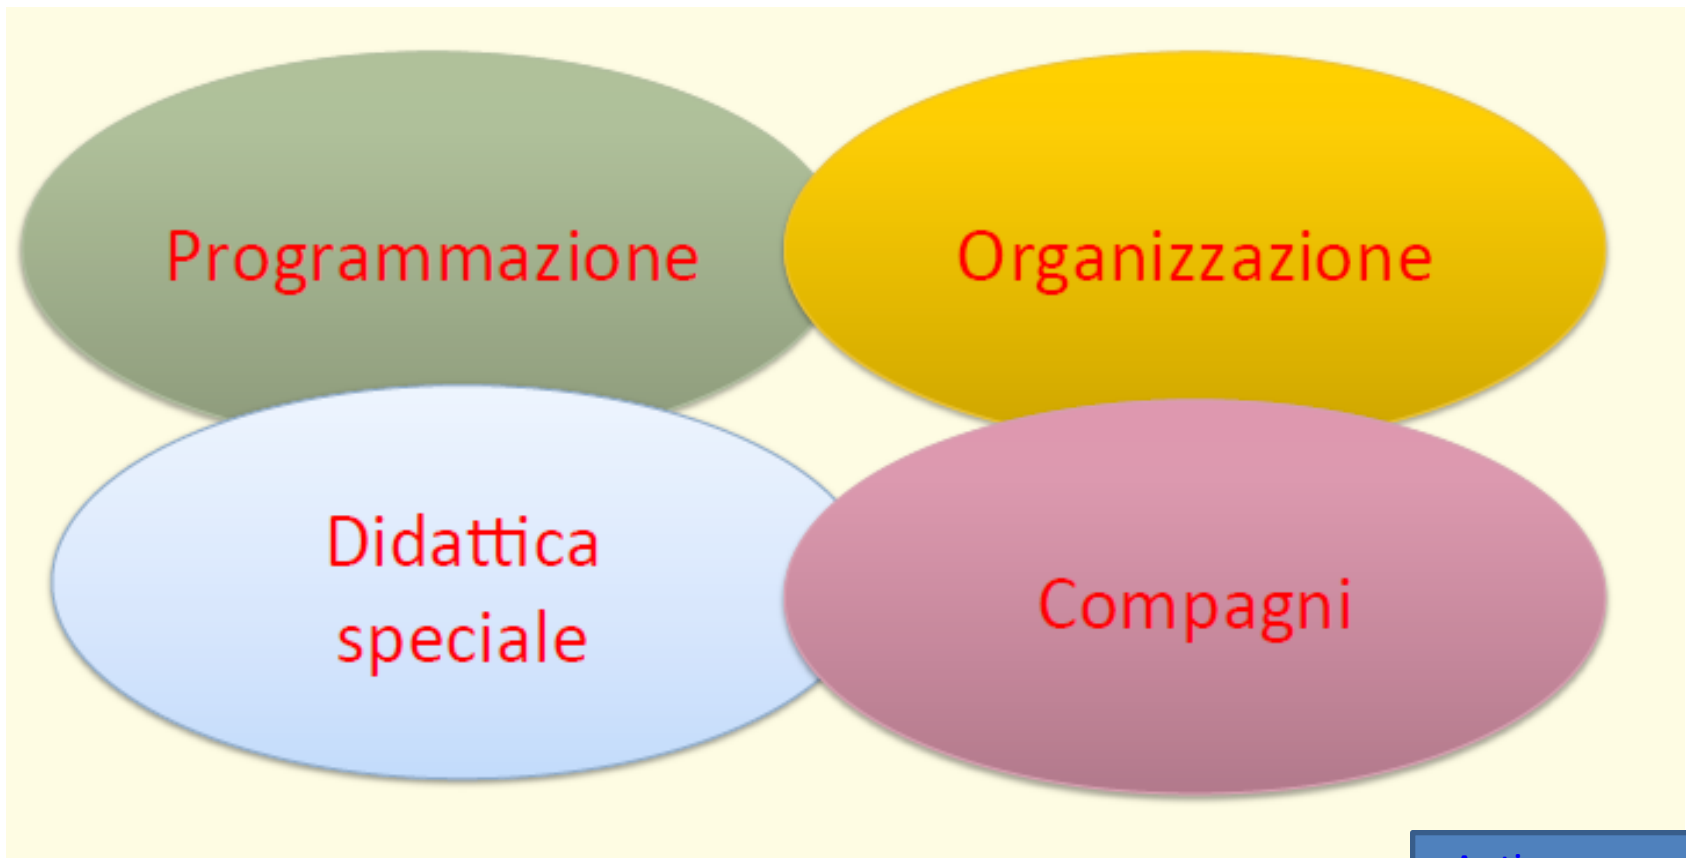 Programmazione
Organizzazione
Didattica
speciale
Compagni